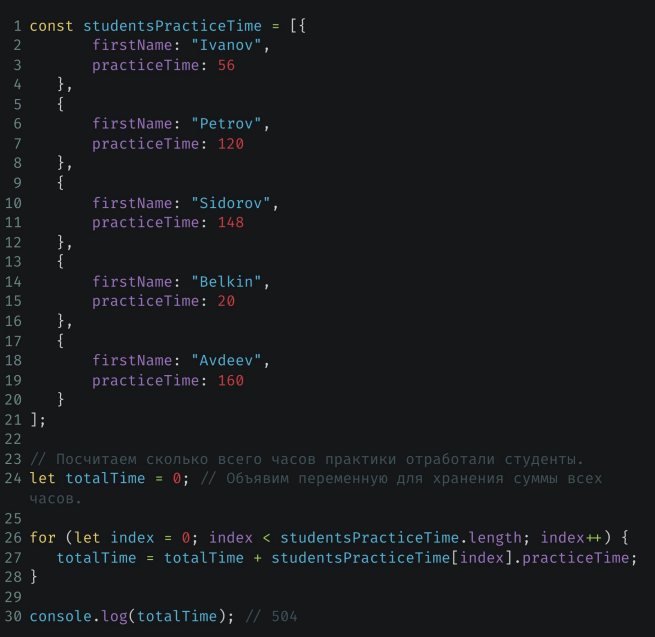 1 const studentsPracticeTime = [{
2 firstName: "Ivanov",
3 practiceTime: 56
4 },
5 {
6 firstName: "Petrov",
7 practiceTime: 120
8 },
9 {
10 firstName: "Sidorov",
11 practiceTime: 148
12 },
13 {
14 firstName: "Belkin",
15 practiceTime: 20
16 },
17 {
18 firstName: "Avdeev",
19 practiceTime: 160
20 }
21 ];
22
23 // Посчитаем сколько всего часов практики отработали студенты.
24 let totalTime = 0; // Объявим переменную для хранения суммы всех
часов.
25
26 for (let index = 0; index < studentsPracticeTime.length; index++) {
27 totalTime = totalTime + studentsPracticeTime[index].practiceTime;
28 }
29
30 console.log(totalTime); // 504